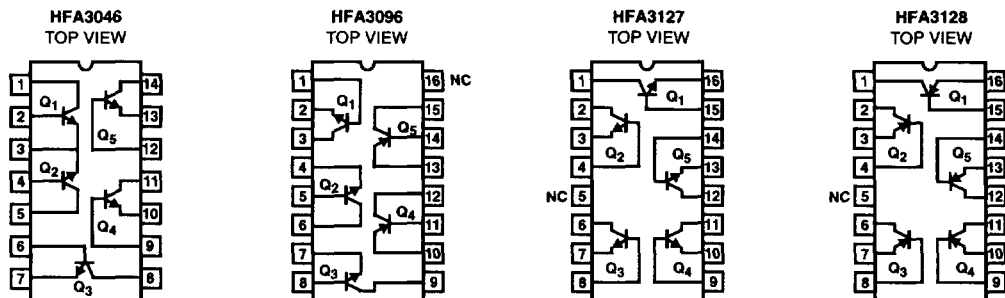 HFA3046
TOP VIEW
1
2
3
4
5
6
7
14
13
12
11
10
9
8
Q1
Q2
Q3
Q4
Q5
HFA3096
TOP VIEW
1
2
3
4
5
6
7
8
16 NC
15
14
13
12
11
10
9
Q1
Q2
Q3
Q4
Q5
HFA3127
TOP VIEW
1
2
3
4
NC 5
6
7
8
16
15
14
13
12
11
10
9
Q1
Q2
Q3
Q4
Q5
HFA3128
TOP VIEW
1
2
3
4
NC 5
6
7
8
16
15
14
13
12
11
10
9
Q1
Q2
Q3
Q4
Q5